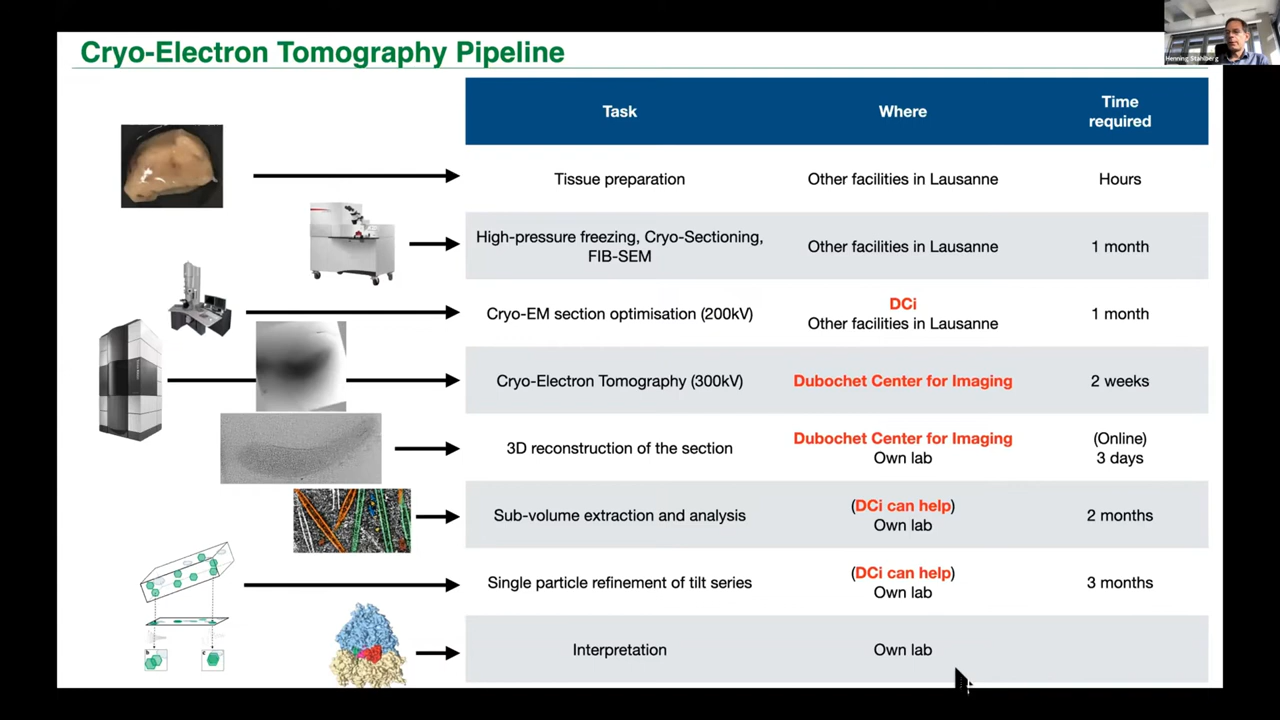 Cryo-Electron Tomography Pipeline
Henning Stahlberg
Task Where Time required
Tissue preparation Other facilities in Lausanne Hours
High-pressure freezing, Cryo-Sectioning,
FIB-SEM Other facilities in Lausanne 1 month
Cryo-EM section optimisation (200kV) DCi
Other facilities in Lausanne 1 month
Cryo-Electron Tomography (300kV) Dubochet Center for Imaging 2 weeks
3D reconstruction of the section Dubochet Center for Imaging
Own lab (Online)
3 days
Sub-volume extraction and analysis (DCi can help)
Own lab 2 months
Single particle refinement of tilt series (DCi can help)
Own lab 3 months
b c
Interpretation Own lab